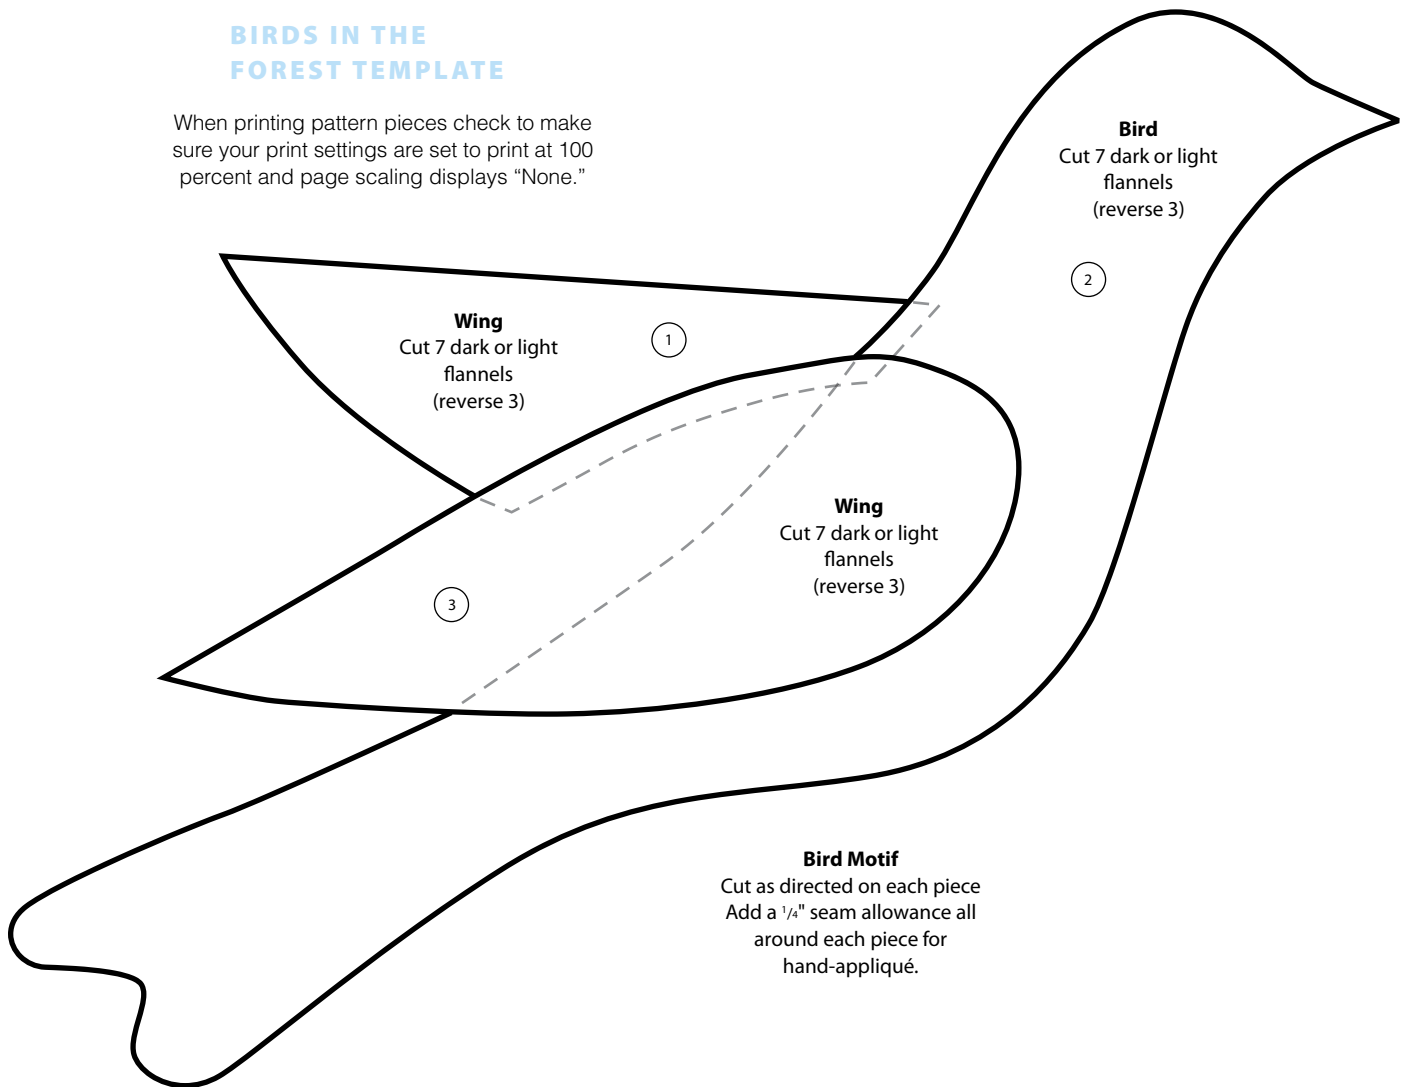 BIRDS IN THE
FOREST TEMPLATE
When printing pattern pieces check to make
sure your print settings are set to print at 100
percent and page scaling displays “None.”
Bird
Cut 7 dark or light
flannels
(reverse 3)
2
Wing
Cut 7 dark or light
flannels
(reverse 3)
1
Wing
Cut 7 dark or light
flannels
(reverse 3)
3
Bird Motif
Cut as directed on each piece
Add a 1/4" seam allowance all
around each piece for
hand-appliqué.